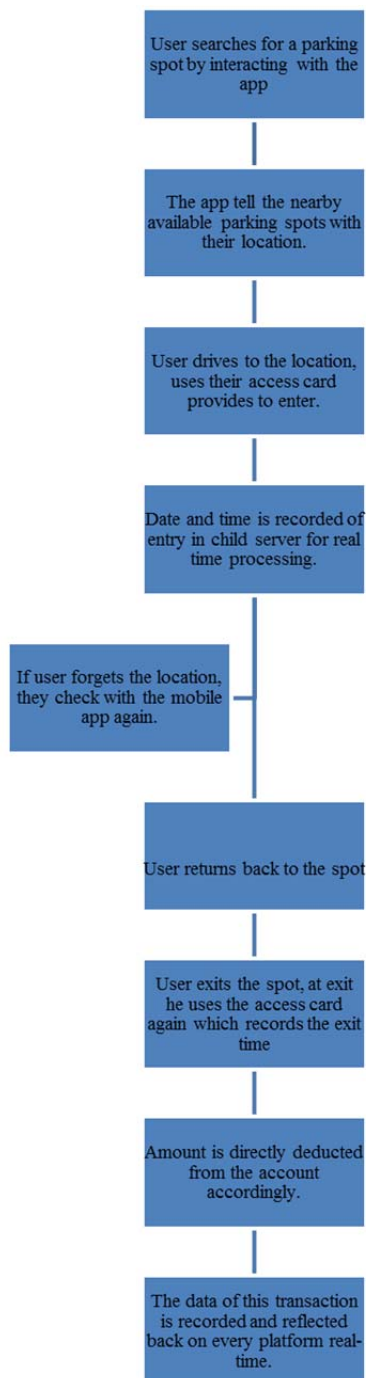 User searches for a parking
spot by interacting with the
app
The app tell the nearby
available parking spots with
their location.
User drives to the location,
uses their access card
provides to enter.
Date and time is recorded of
entry in child server for real
time processing.
If user forgets the location,
they check with the mobile
app again.
User returns back to the spot
User exits the spot, at exit
he uses the access card
again which records the exit
time
Amount is directly deducted
from the account
accordingly.
The data of this transaction
is recorded and reflected
back on every platform real-
time.